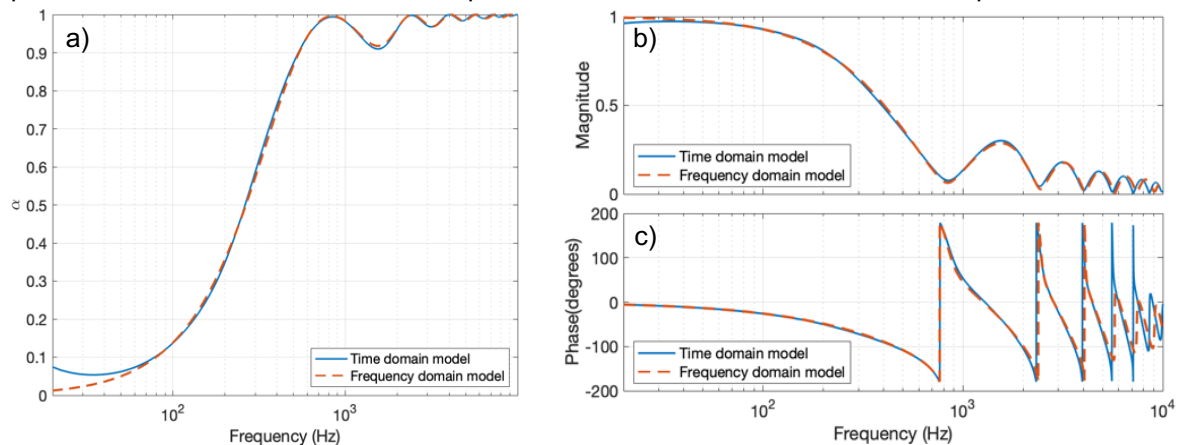 a)
1
0.9
0.8
0.7
0.6
0.5
0.4
0.3
0.2
0.1
0
α
Time domain model
Frequency domain model
10²
10³
Frequency (Hz)
b)
1
0.5
0
Magnitude
Time domain model
Frequency domain model
c)
200
100
0
-100
-200
Phase(degrees)
Time domain model
Frequency domain model
10²
10³
10⁴
Frequency (Hz)